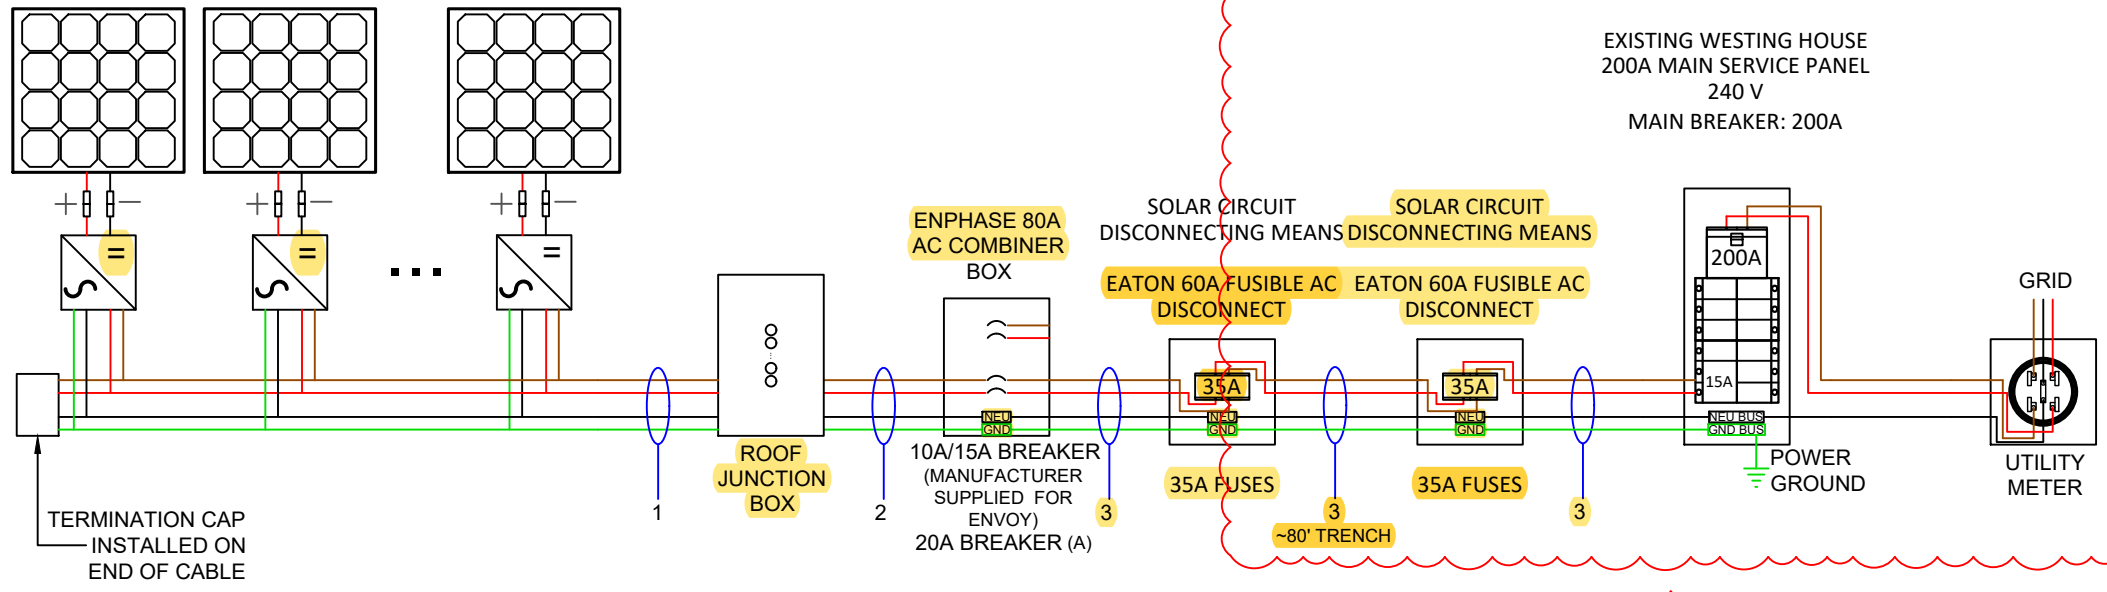 EXISTING WESTING HOUSE
200A MAIN SERVICE PANEL
240 V
MAIN BREAKER: 200A
+ —
+ —
+ —
=
=
=
ENPHASE 80A
AC COMBINER
BOX
SOLAR CIRCUIT
DISCONNECTING MEANS
EATON 60A FUSIBLE AC
DISCONNECT
SOLAR CIRCUIT
DISCONNECTING MEANS
EATON 60A FUSIBLE AC
DISCONNECT
200A
GRID
35A
35A
15A
NEU
GND
NEU
GND
NEU
GND
NEU BUS
GND BUS
ROOF
JUNCTION
BOX
10A/15A BREAKER
(MANUFACTURER
SUPPLIED FOR
ENVOY)
20A BREAKER (A)
35A FUSES
35A FUSES
POWER
GROUND
UTILITY
METER
1
2
3
3
~80' TRENCH
3
TERMINATION CAP
INSTALLED ON
END OF CABLE